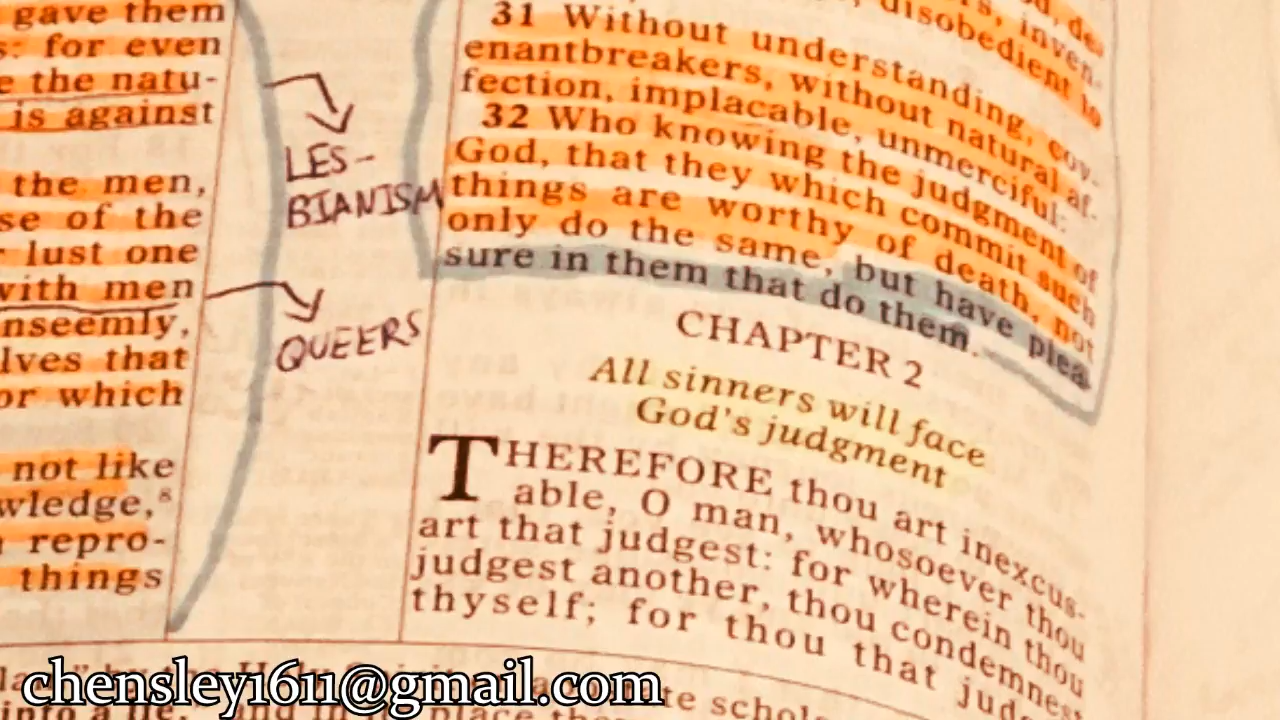 gave them
s: for even
e the natu-
is against
the men,
se of the
lust one
with men
nseemly,
lves that
or which
not like
wledge,8
repro-
things
LES-
BIANISM
QUEERS
disobedient to
31 Without understanding, cov-
enantbreakers, without natural af-
fection, implacable, unmerciful:
32 Who knowing the judgment of
God, that they which commit such
things are worthy of death, not
only do the same, but have plea-
sure in them that do them.
CHAPTER 2
All sinners will face
God's judgment
THEREFORE thou art inexcus-
able, O man, whosoever thou
art that judgest: for wherein thou
judgest another, thou condemnest
thyself; for thou that
chensley1611@gmail.com